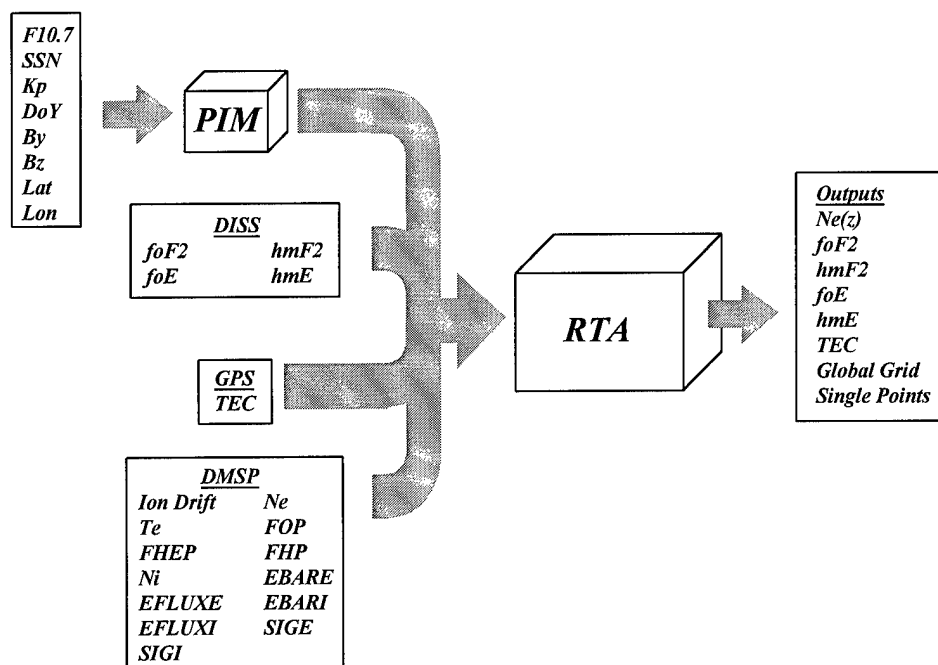 F10.7
SSN
Kp
DoY
By
Bz
Lat
Lon
PIM
DISS
foF2 hmF2
foE hmE
GPS
TEC
DMSP
Ion Drift Ne
Te FOP
FHEP FHP
Ni EBARE
EFLUXE EBARI
EFLUXI SIGE
SIGI
RTA
Outputs
Ne(z)
foF2
hmF2
foE
hmE
TEC
Global Grid
Single Points